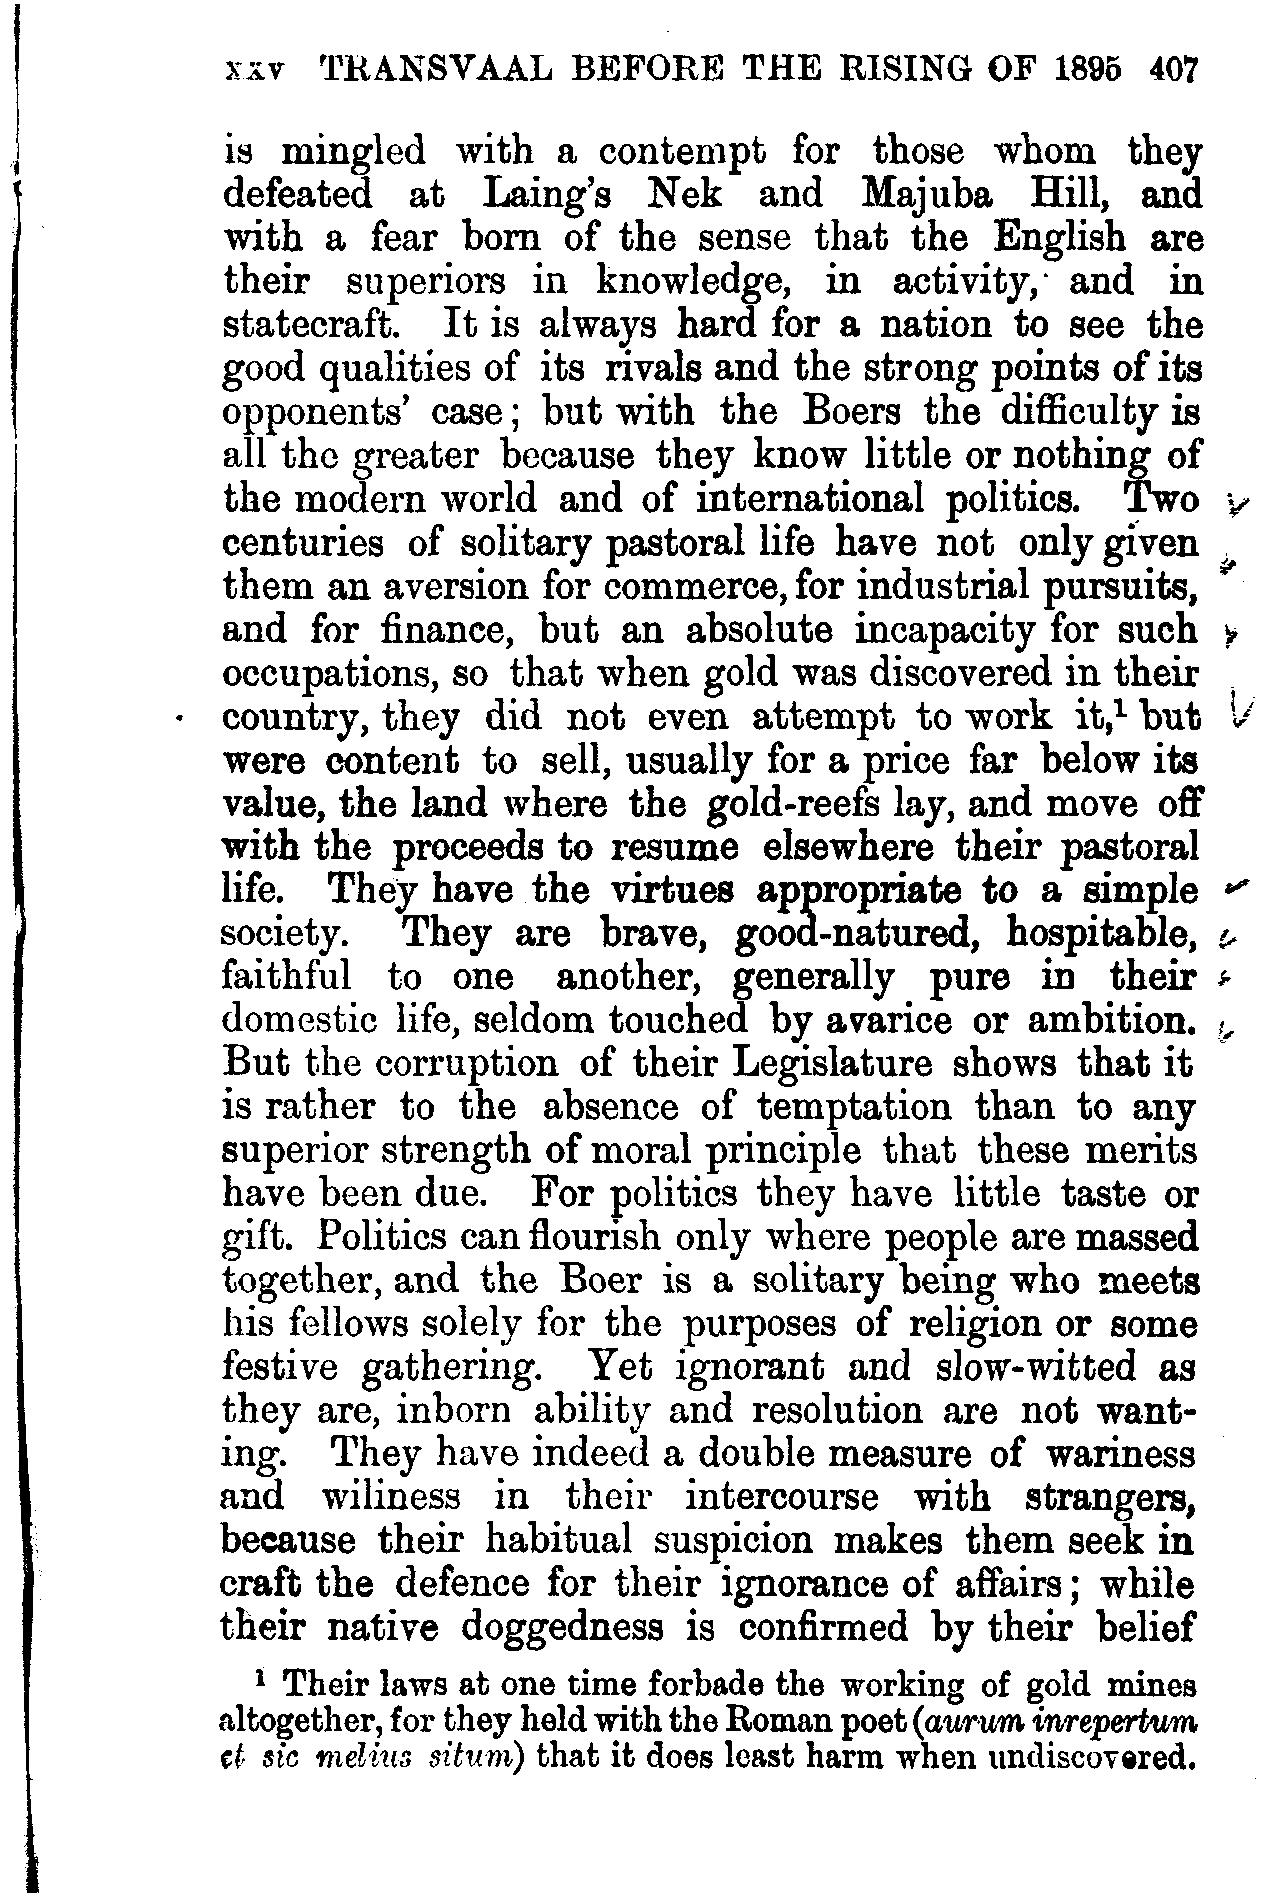 xxv TRANSVAAL BEFORE THE RISING OF 1895 407
is mingled with a contempt for those whom they
defeated at Laing's Nek and Majuba Hill, and
with a fear born of the sense that the English are
their superiors in knowledge, in activity, and in
statecraft. It is always hard for a nation to see the
good qualities of its rivals and the strong points of its
opponents' case; but with the Boers the difficulty is
all the greater because they know little or nothing of
the modern world and of international politics. Two
centuries of solitary pastoral life have not only given
them an aversion for commerce, for industrial pursuits,
and for finance, but an absolute incapacity for such
occupations, so that when gold was discovered in their
country, they did not even attempt to work it,¹ but
were content to sell, usually for a price far below its
value, the land where the gold-reefs lay, and move off
with the proceeds to resume elsewhere their pastoral
life. They have the virtues appropriate to a simple
society. They are brave, good-natured, hospitable,
faithful to one another, generally pure in their
domestic life, seldom touched by avarice or ambition.
But the corruption of their Legislature shows that it
is rather to the absence of temptation than to any
superior strength of moral principle that these merits
have been due. For politics they have little taste or
gift. Politics can flourish only where people are massed
together, and the Boer is a solitary being who meets
his fellows solely for the purposes of religion or some
festive gathering. Yet ignorant and slow-witted as
they are, inborn ability and resolution are not want-
ing. They have indeed a double measure of wariness
and wiliness in their intercourse with strangers,
because their habitual suspicion makes them seek in
craft the defence for their ignorance of affairs; while
their native doggedness is confirmed by their belief
¹ Their laws at one time forbade the working of gold mines
altogether, for they held with the Roman poet (aurum inrepertum
et sic melius situm) that it does least harm when undiscovered.